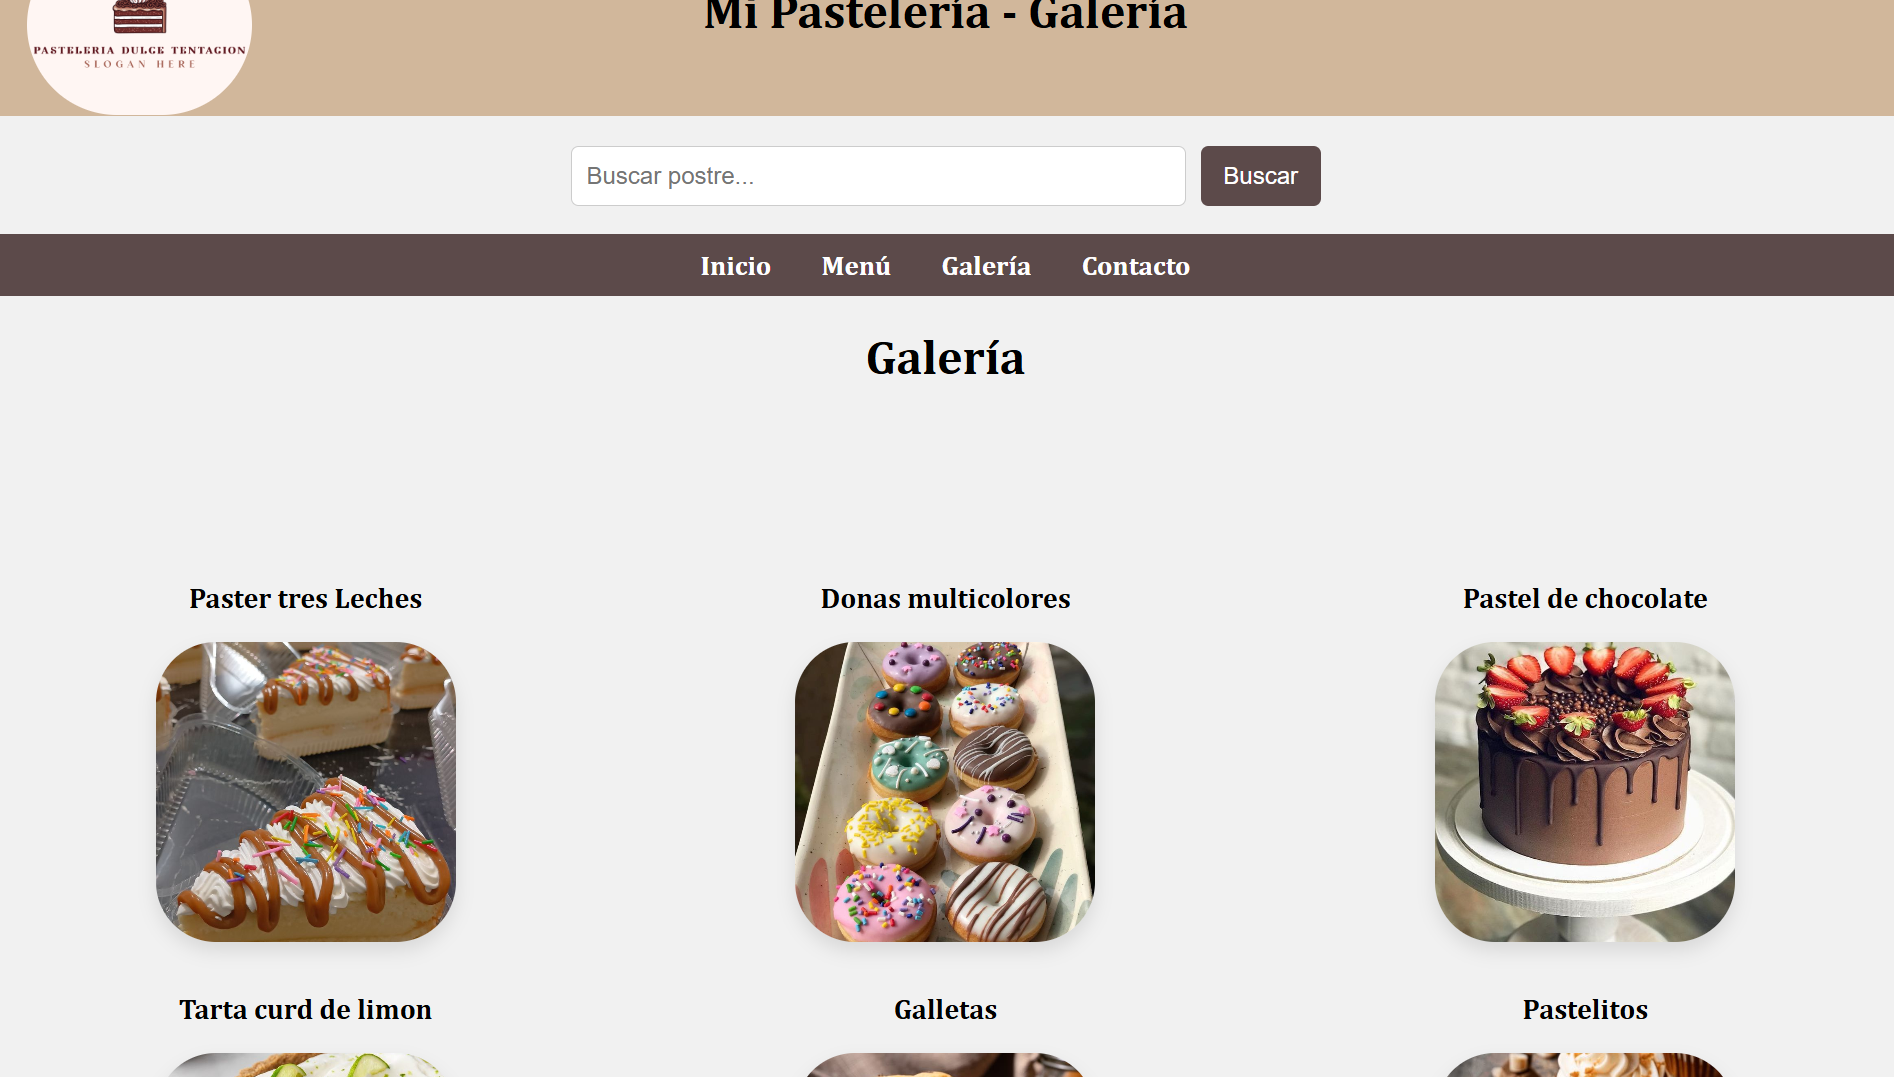 Mi Pastelería - Galería
PASTELERIA DULCE TENTACION
SLOGAN HERE
Buscar postre...
Buscar
Inicio Menú Galería Contacto
Galería
Paster tres Leches
Donas multicolores
Pastel de chocolate
Tarta curd de limon
Galletas
Pastelitos